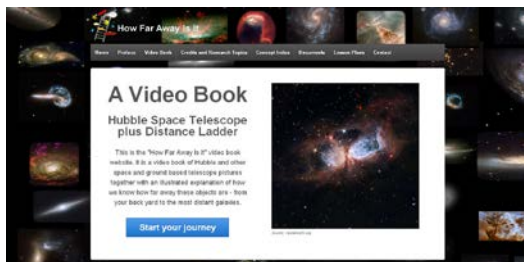 How Far Away Is It
Home Preface Video Book Credits and Research Topics Concept Index Documents Lesson Plans Contact
A Video Book
Hubble Space Telescope
plus Distance Ladder
This is the "How Far Away Is It" video book
website. It is a video book of Hubble and other
space and ground based telescope pictures
together with an illustrated explanation of how
we know how far away these objects are - from
your back yard to the most distant galaxies.
Start your journey